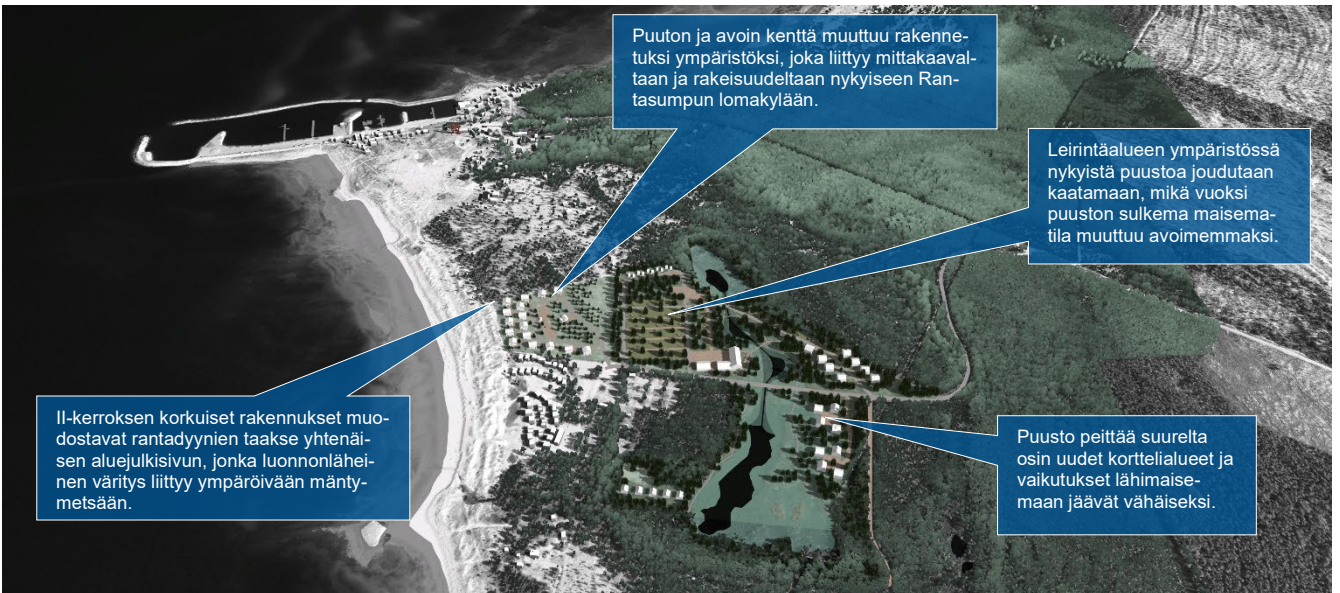 Puuton ja avoin kenttä muuttuu rakenne-
tuksi ympäristöksi, joka liittyy mittakaaval-
taan ja rakeisuudeltaan nykyiseen Ran-
tasumpun lomakylään.
Leirintäalueen ympäristössä
nykyistä puustoa joudutaan
kaatamaan, mikä vuoksi
puuston sulkema maisema-
tila muuttuu avoimemmaksi.
II-kerroksen korkuiset rakennukset muo-
dostavat rantadyynien taakse yhtenäi-
sen aluejulkisivun, jonka luonnonlähei-
nen väritys liittyy ympäröivään mänty-
metsään.
Puusto peittää suurelta
osin uudet korttelialueet ja
vaikutukset lähimaise-
maan jäävät vähäiseksi.